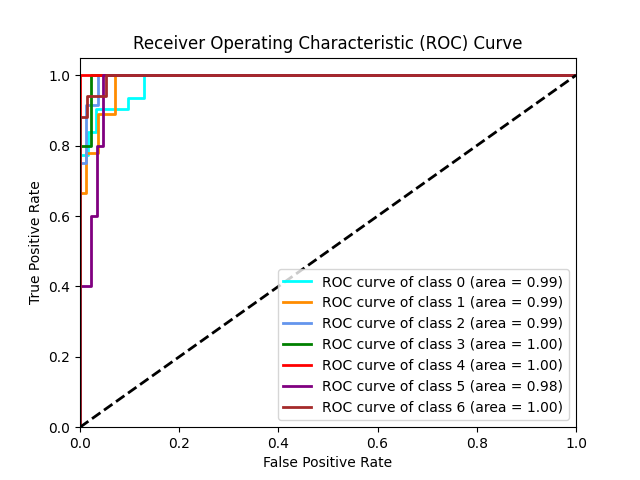 Receiver Operating Characteristic (ROC) Curve
1.0
0.8
0.6
0.4
0.2
0.0
True Positive Rate
ROC curve of class 0 (area = 0.99)
ROC curve of class 1 (area = 0.99)
ROC curve of class 2 (area = 0.99)
ROC curve of class 3 (area = 1.00)
ROC curve of class 4 (area = 1.00)
ROC curve of class 5 (area = 0.98)
ROC curve of class 6 (area = 1.00)
0.0 0.2 0.4 0.6 0.8 1.0
False Positive Rate